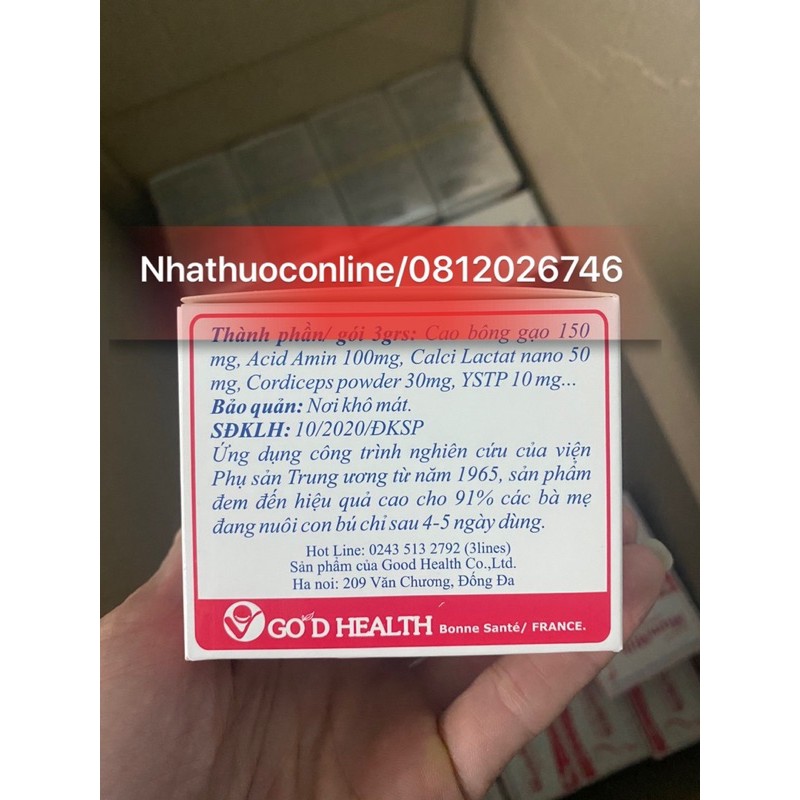 Nhathuoconline/0812026746
Thành phần/ gói 3grs: Cao bông gạo 150
mg, Acid Amin 100mg, Calci Lactat nano 50
mg, Cordiceps powder 30mg, YSTP 10 mg...
Bảo quản: Nơi khô mát.
SĐKLH: 10/2020/ĐKSP
Ứng dụng công trình nghiên cứu của viện
Phụ sản Trung ương từ năm 1965, sản phẩm
đem đến hiệu quả cao cho 91% các bà mẹ
đang nuôi con bú chỉ sau 4-5 ngày dùng.
Hot Line: 0243 513 2792 (3lines)
Sản phẩm của Good Health Co.,Ltd.
Ha noi: 209 Văn Chương, Đống Đa
GOOD HEALTH Bonne Santé/ FRANCE.